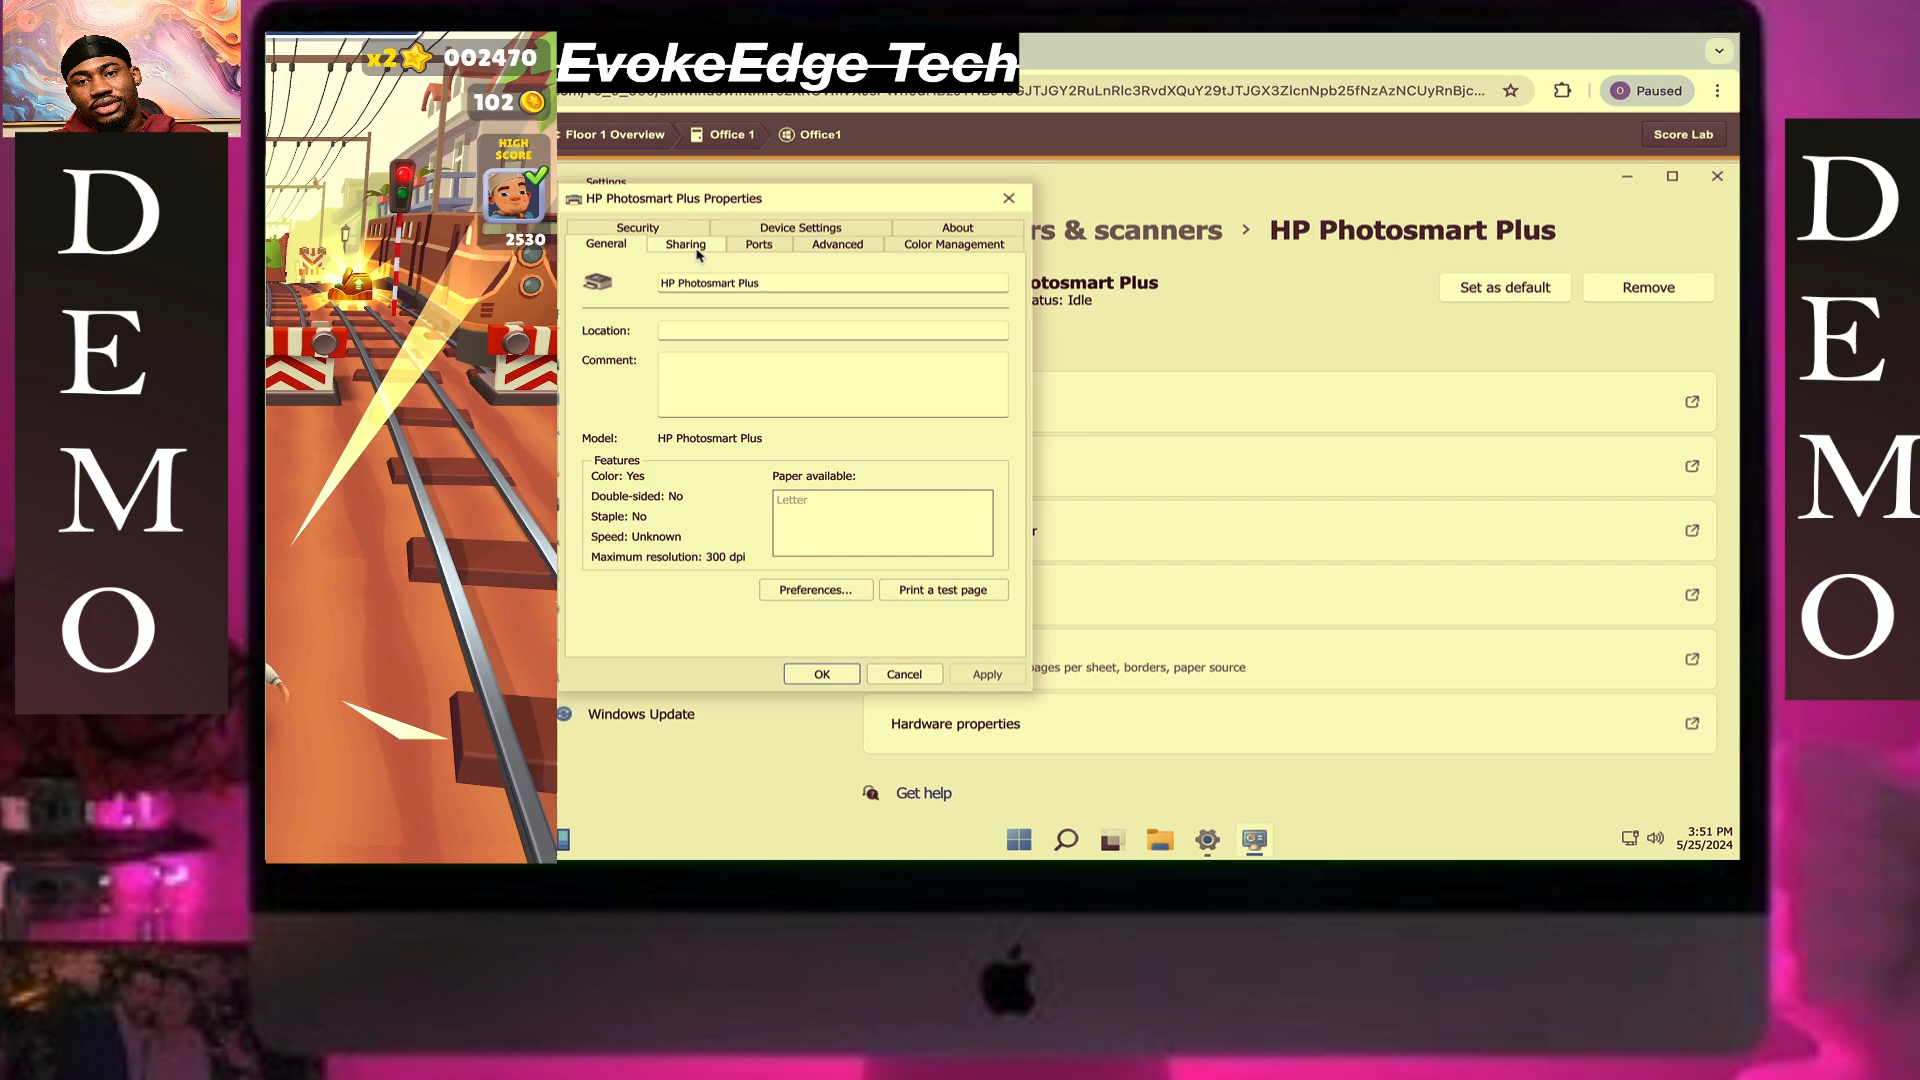 x2 002470
102
HIGH
SCORE
2530
D
E
M
O
EvokeEdge Tech
Paused
Floor 1 Overview
Office 1
Office1
Score Lab
Settings
HP Photosmart Plus Properties
Security
Device Settings
About
General
Sharing
Ports
Advanced
Color Management
HP Photosmart Plus
Location:
Comment:
Model:
HP Photosmart Plus
Features
Color: Yes
Double-sided: No
Staple: No
Speed: Unknown
Maximum resolution: 300 dpi
Paper available:
Letter
Preferences...
Print a test page
OK
Cancel
Apply
rs & scanners > HP Photosmart Plus
otosmart Plus
atus: Idle
Set as default
Remove
r
ages per sheet, borders, paper source
Windows Update
Hardware properties
Get help
3:51 PM
5/25/2024
D
E
M
O